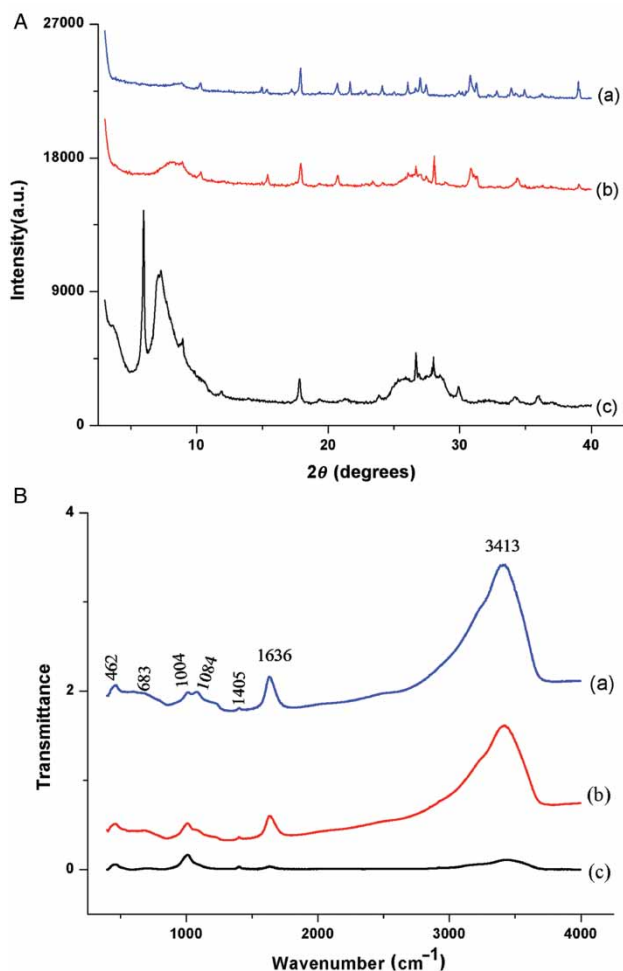 A
27000
18000
9000
0
Intensity(a.u.)
(a)
(b)
(c)
10
20
30
40
2θ (degrees)
B
4
2
0
Transmittance
462
683
1004
1084
1405
1636
3413
(a)
(b)
(c)
1000
2000
3000
4000
Wavenumber (cm⁻¹)